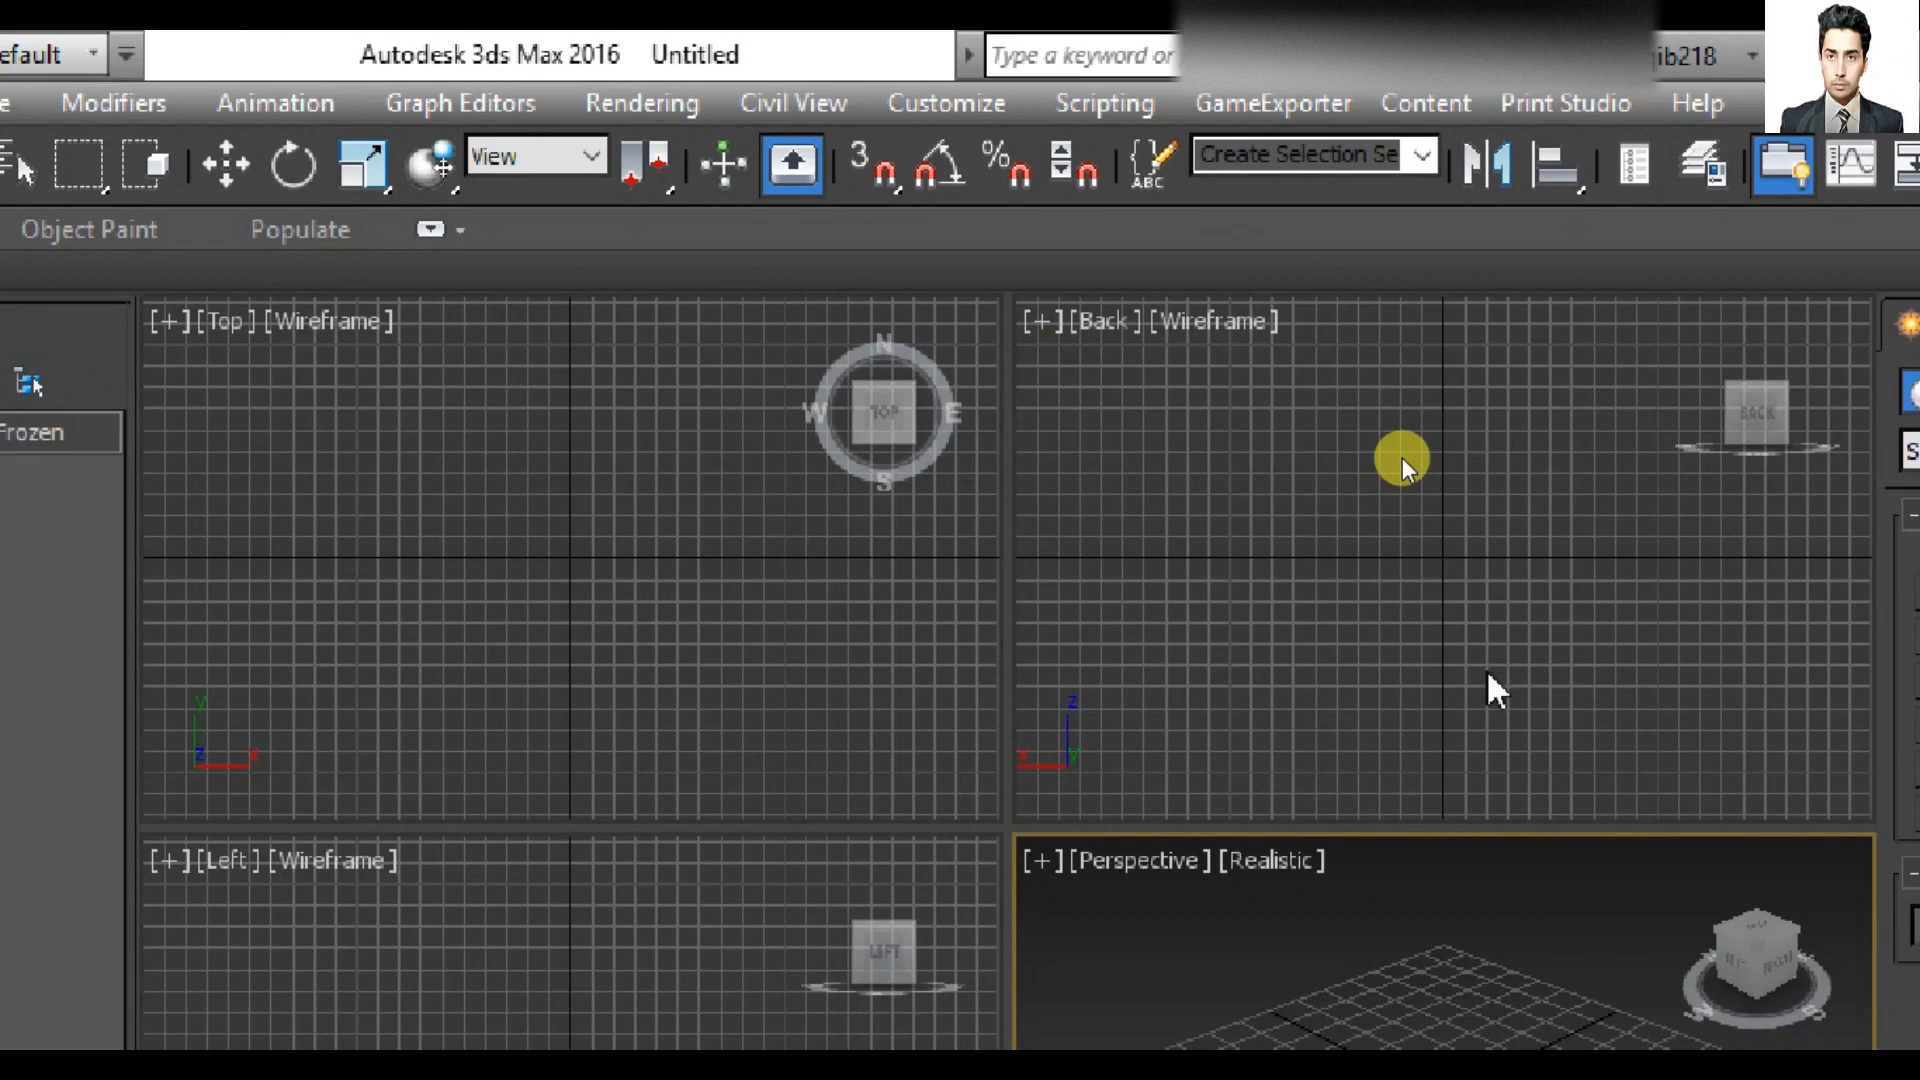 efault Autodesk 3ds Max 2016 Untitled Type a keyword or ib218
e Modifiers Animation Graph Editors Rendering Civil View Customize Scripting GameExporter Content Print Studio Help
View 3 % ABC Create Selection Se
Object Paint Populate
[+][Top][Wireframe] [+][Back][Wireframe]
N
W TOP E BACK
S
Frozen
S
y z
z x x y
[+][Left][Wireframe] [+][Perspective][Realistic]
LEFT